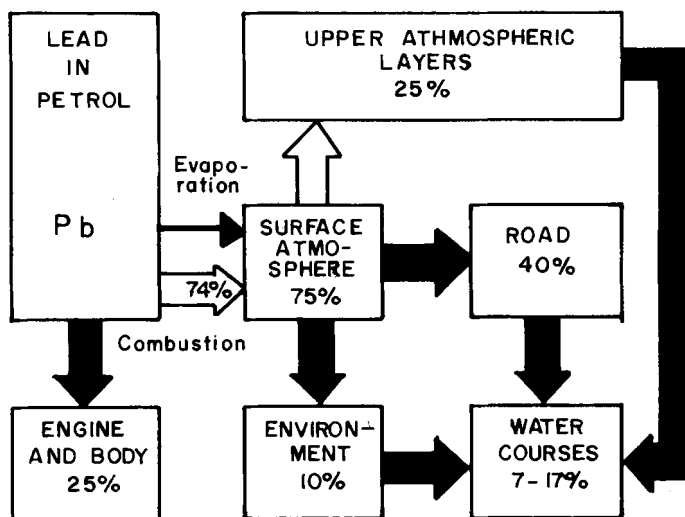 LEAD
IN
PETROL
Pb
UPPER ATHMOSPHERIC
LAYERS
25%
Evapo-
ration
74%
Combustion
SURFACE
ATMO-
SPHERE
75%
ROAD
40%
ENGINE
AND BODY
25%
ENVIRON-
MENT
10%
WATER
COURSES
7-17%